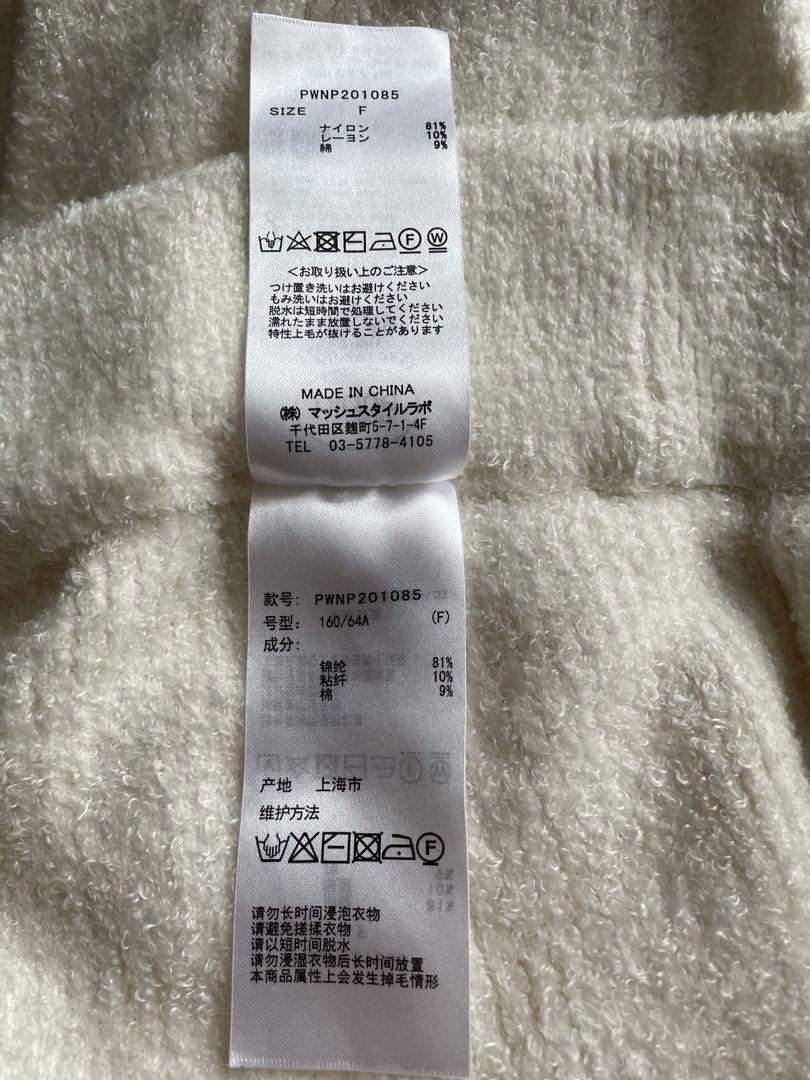 PWNP201085
SIZE F
ナイロン 81%
レーヨン 10%
綿 9%
F W
<お取り扱い上のご注意>
つけ置き洗いはお避けください
もみ洗いはお避けください
脱水は短時間で処理してください
濡れたまま放置しないでください
特性上毛が抜けることがあります
MADE IN CHINA
(株) マッシュスタイルラボ
千代田区麹町5-7-1-4F
TEL 03-5778-4105
款号: PWNP201085
号型: 160/64A (F)
成分:
锦纶 81%
粘纤 10%
棉 9%
产地 上海市
维护方法
F
请勿长时间浸泡衣物
请避免搓揉衣物
请以短时间脱水
请勿浸湿衣物后长时间放置
本商品属性上会发生掉毛情形